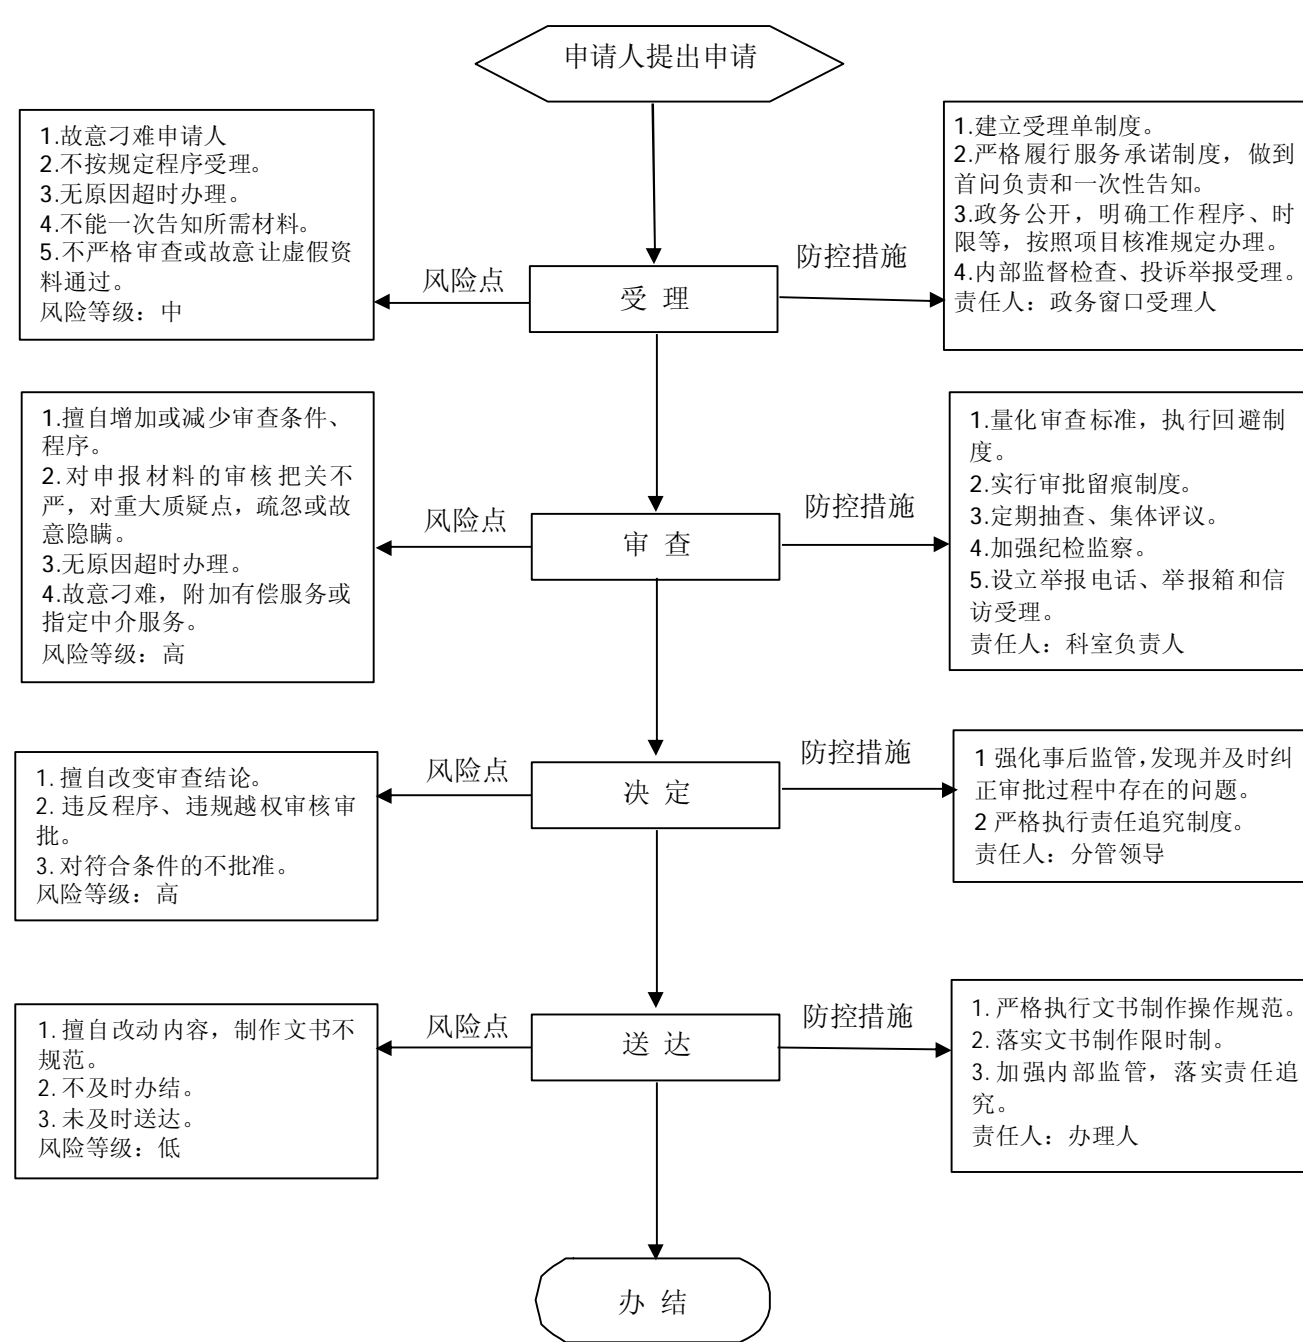 申请人提出申请
1.故意刁难申请人
2.不按规定程序受理。
3.无原因超时办理。
4.不能一次告知所需材料。
5.不严格审查或故意让虚假资
料通过。
风险等级：中
风险点
受 理
防控措施
1.建立受理单制度。
2.严格履行服务承诺制度，做到
首问负责和一次性告知。
3.政务公开，明确工作程序、时
限等，按照项目核准规定办理。
4.内部监督检查、投诉举报受理。
责任人：政务窗口受理人
1.擅自增加或减少审查条件、
程序。
2.对申报材料的审核把关不
严，对重大质疑点，疏忽或故
意隐瞒。
3.无原因超时办理。
4.故意刁难，附加有偿服务或
指定中介服务。
风险等级：高
风险点
审 查
防控措施
1.量化审查标准，执行回避制
度。
2.实行审批留痕制度。
3.定期抽查、集体评议。
4.加强纪检监察。
5.设立举报电话、举报箱和信
访受理。
责任人：科室负责人
1.擅自改变审查结论。
2.违反程序、违规越权审核审
批。
3.对符合条件的不批准。
风险等级：高
风险点
决 定
防控措施
1 强化事后监管，发现并及时纠
正审批过程中存在的问题。
2 严格执行责任追究制度。
责任人：分管领导
1.擅自改动内容，制作文书不
规范。
2.不及时办结。
3.未及时送达。
风险等级：低
风险点
送 达
防控措施
1.严格执行文书制作操作规范。
2.落实文书制作限时制。
3.加强内部监管，落实责任追
究。
责任人：办理人
办 结